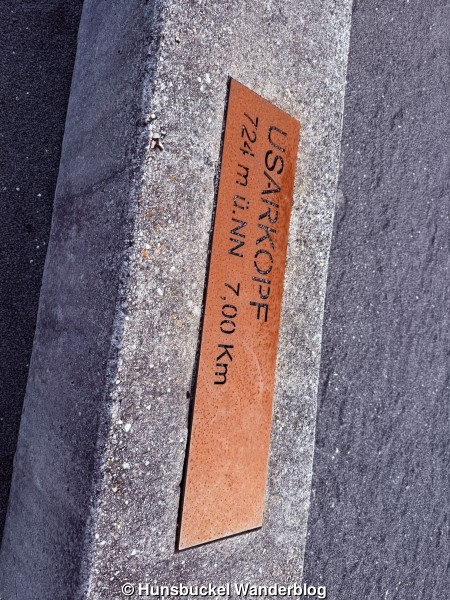 USARKOPF
724 m ü.NN 7,00 Km
© Hunsbuckel Wanderblog